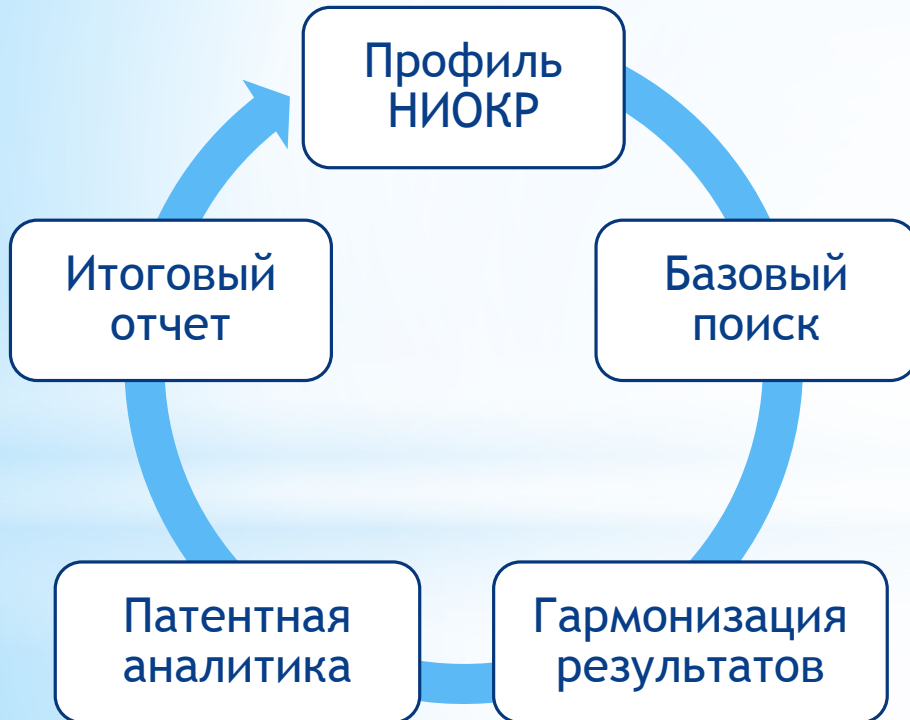 Профиль
НИОКР
Базовый
поиск
Гармонизация
результатов
Патентная
аналитика
Итоговый
отчет